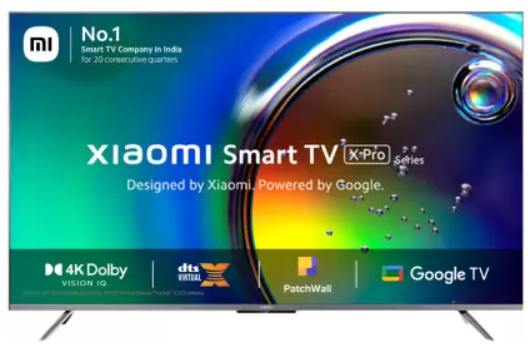 mi
No.1
Smart TV Company in India
for 20 consecutive quarters
XIAOMI Smart TV X-Pro Series
Designed by Xiaomi. Powered by Google.
4K Dolby
VISION IQ
dts X
VIRTUAL
PatchWall
Google TV